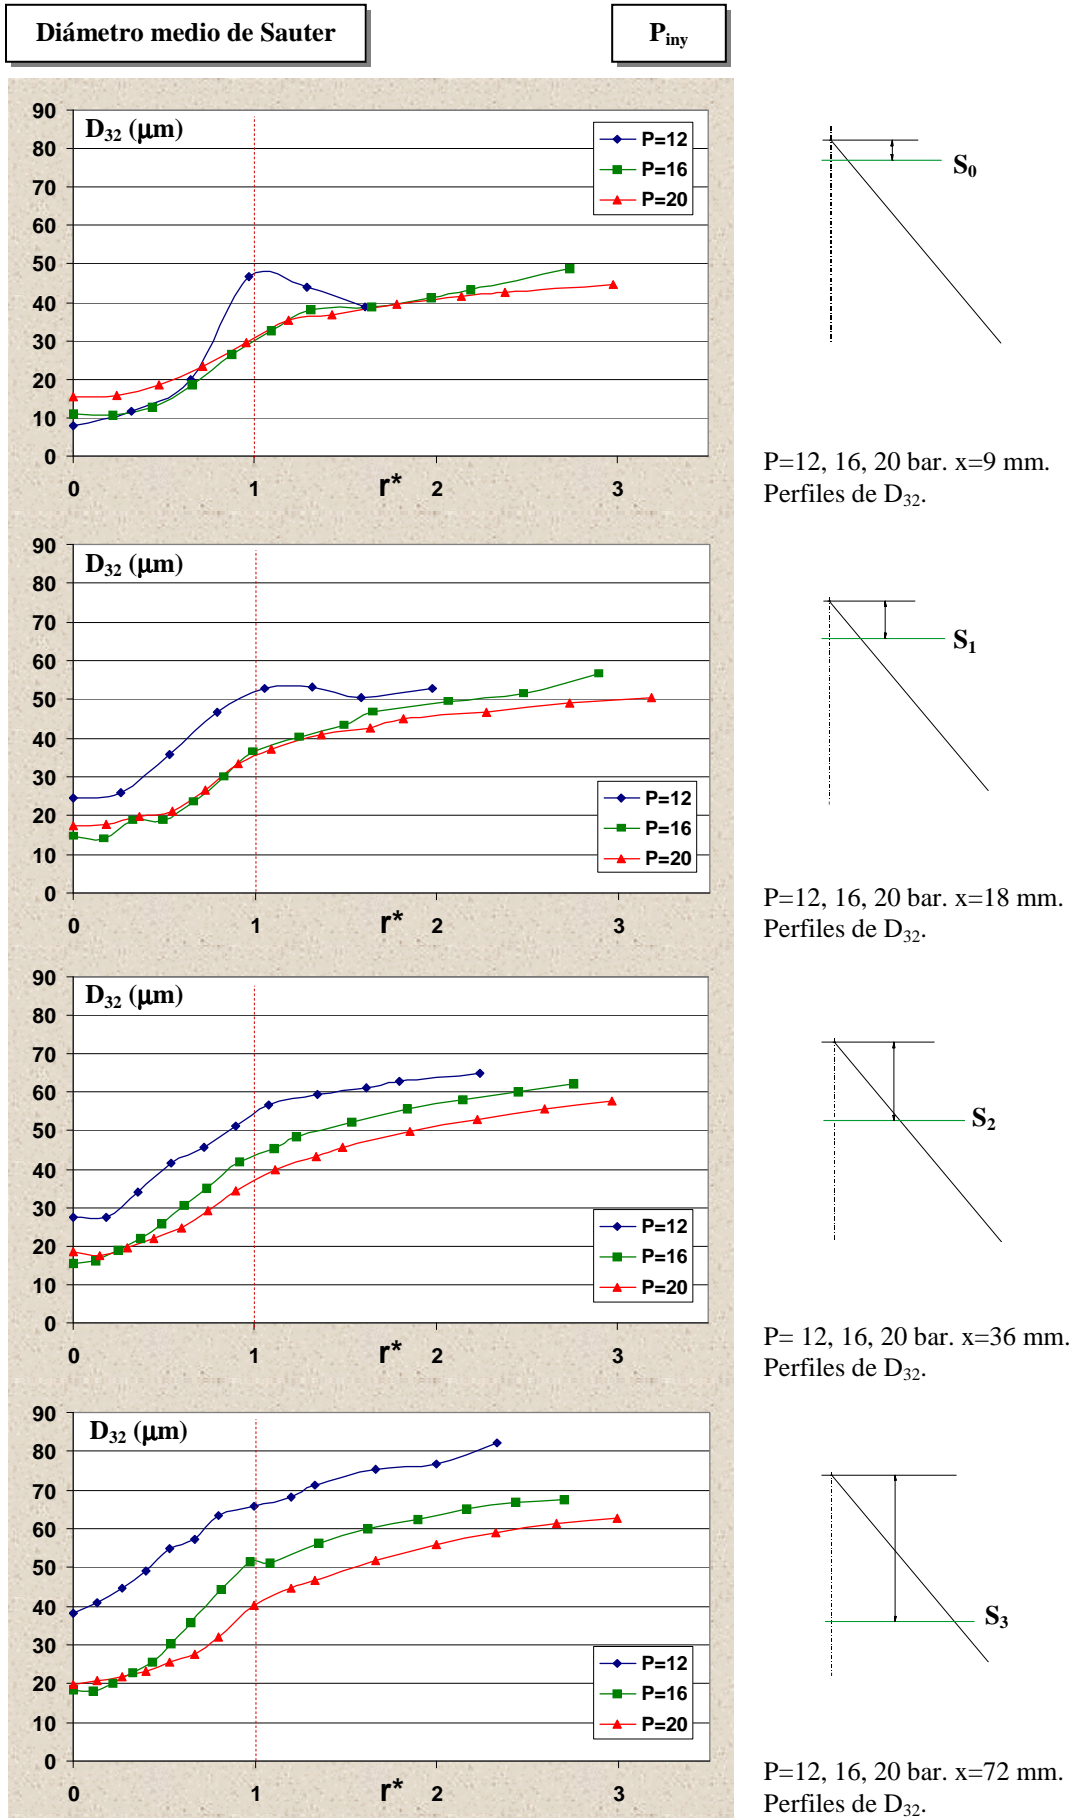 Diámetro medio de Sauter
P_iny
D32 (µm)
90
80
70
60
50
40
30
20
10
0
P=12
P=16
P=20
0
1
r*
2
3
S0
P=12, 16, 20 bar. x=9 mm.
Perfiles de D32.
D32 (µm)
90
80
70
60
50
40
30
20
10
0
P=12
P=16
P=20
0
1
r*
2
3
S1
P=12, 16, 20 bar. x=18 mm.
Perfiles de D32.
D32 (µm)
90
80
70
60
50
40
30
20
10
0
P=12
P=16
P=20
0
1
r*
2
3
S2
P= 12, 16, 20 bar. x=36 mm.
Perfiles de D32.
D32 (µm)
90
80
70
60
50
40
30
20
10
0
P=12
P=16
P=20
0
1
r*
2
3
S3
P=12, 16, 20 bar. x=72 mm.
Perfiles de D32.